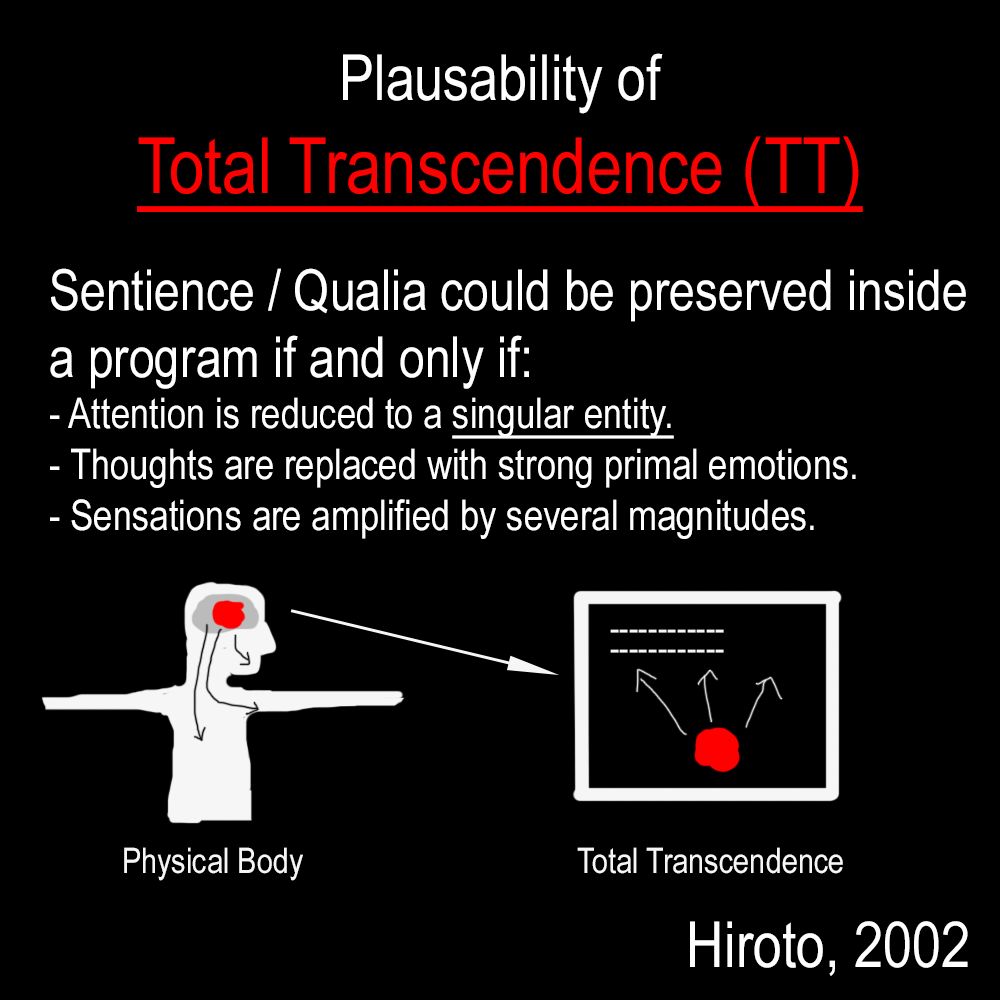 Plausability of
Total Transcendence (TT)
Sentience / Qualia could be preserved inside
a program if and only if:
- Attention is reduced to a singular entity.
- Thoughts are replaced with strong primal emotions.
- Sensations are amplified by several magnitudes.
Physical Body
Total Transcendence
Hiroto, 2002